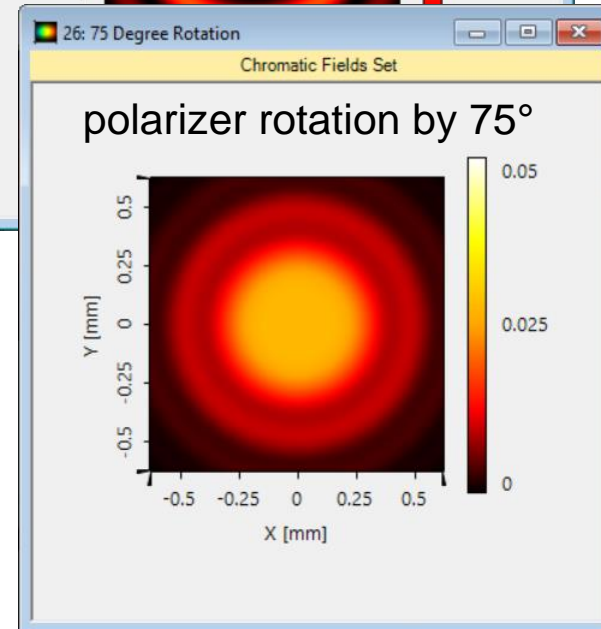 26: 75 Degree Rotation
Chromatic Fields Set
polarizer rotation by 75°
0.05
0.025
0
Y [mm]
0.5
0.25
0
-0.25
-0.5
-0.5 -0.25 0 0.25 0.5
X [mm]